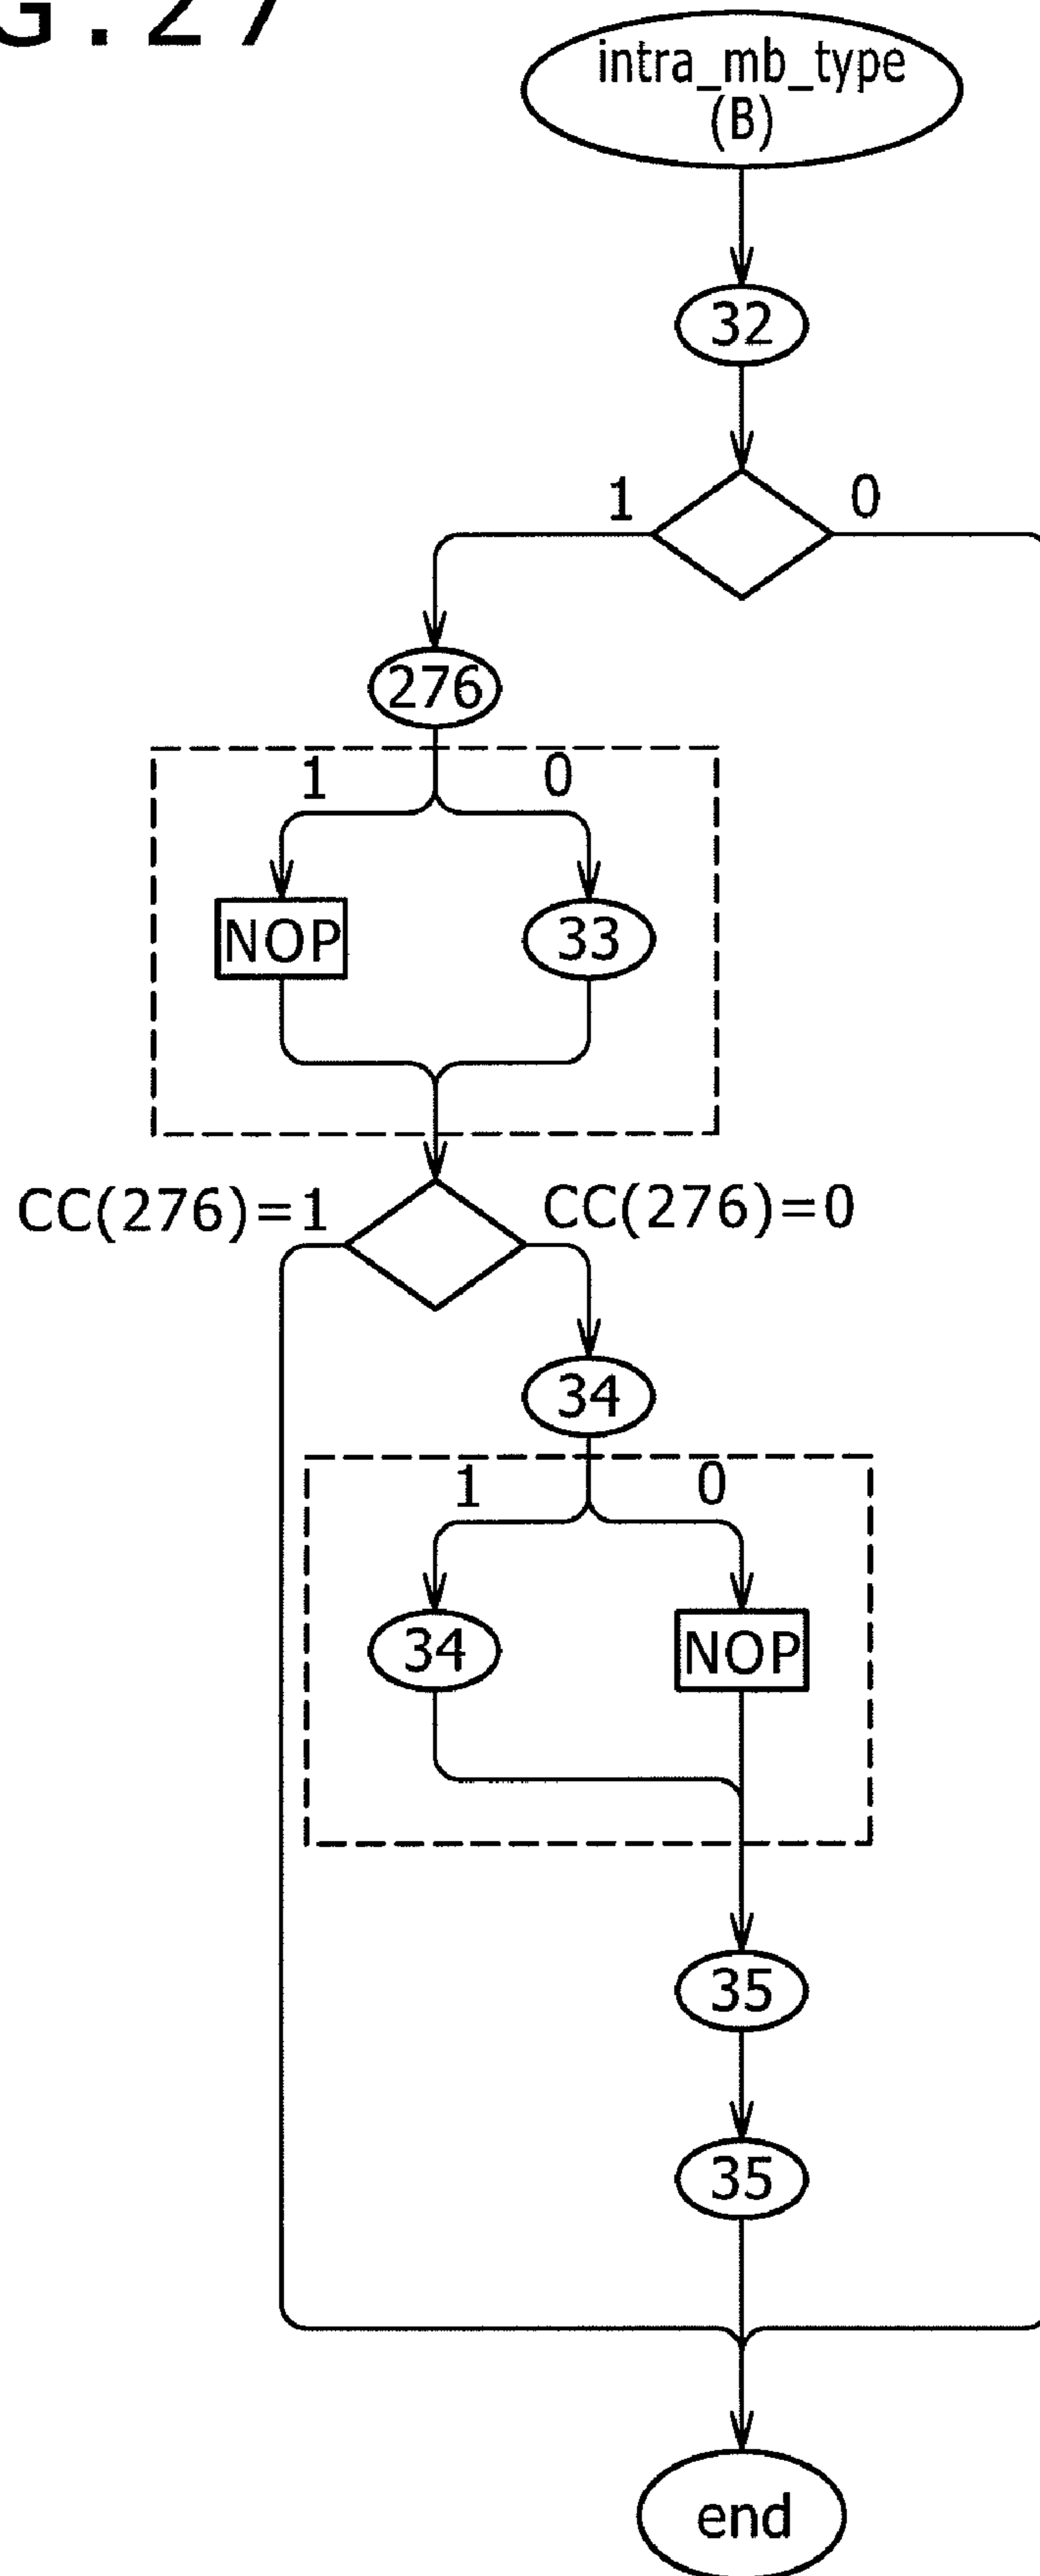 G.27
intra_mb_type
(B)
32
1
0
276
1
0
NOP
33
CC(276)=1
CC(276)=0
34
1
0
34
NOP
35
35
end